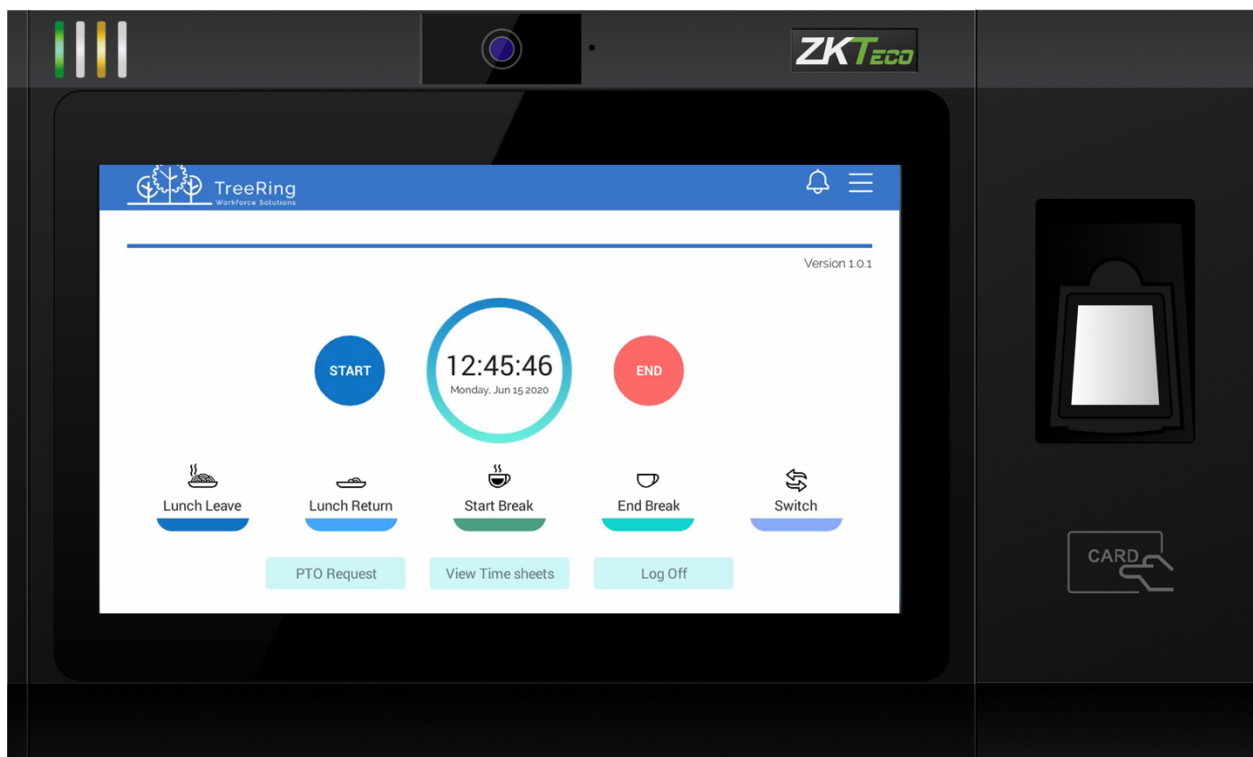 ZKTECO
TreeRing
Workforce Solutions
Version 1.0.1
START
12:45:46
Monday, Jun 15 2020
END
Lunch Leave
Lunch Return
Start Break
End Break
Switch
PTO Request
View Time sheets
Log Off
CARD